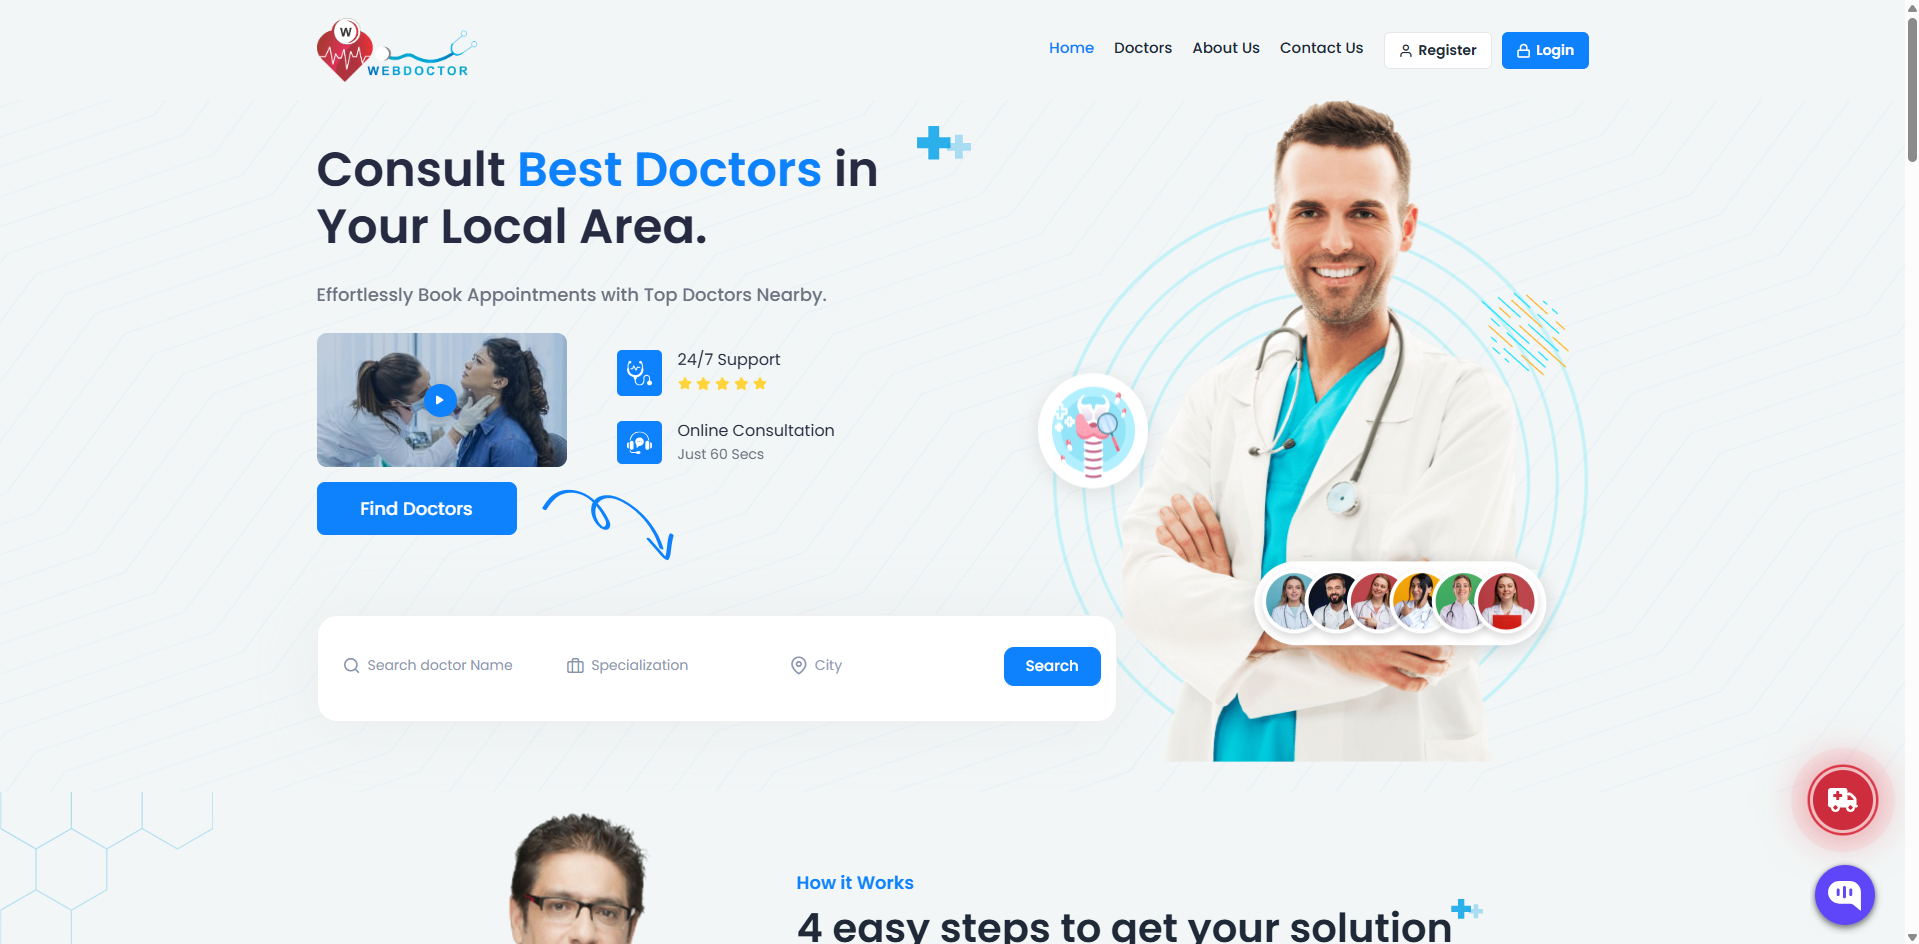 W
WEBDOCTOR
Home
Doctors
About Us
Contact Us
Register
Login
Consult Best Doctors in
Your Local Area.
Effortlessly Book Appointments with Top Doctors Nearby.
24/7 Support
Online Consultation
Just 60 Secs
Find Doctors
Search doctor Name
Specialization
City
Search
How it Works
4 easy steps to get your solution